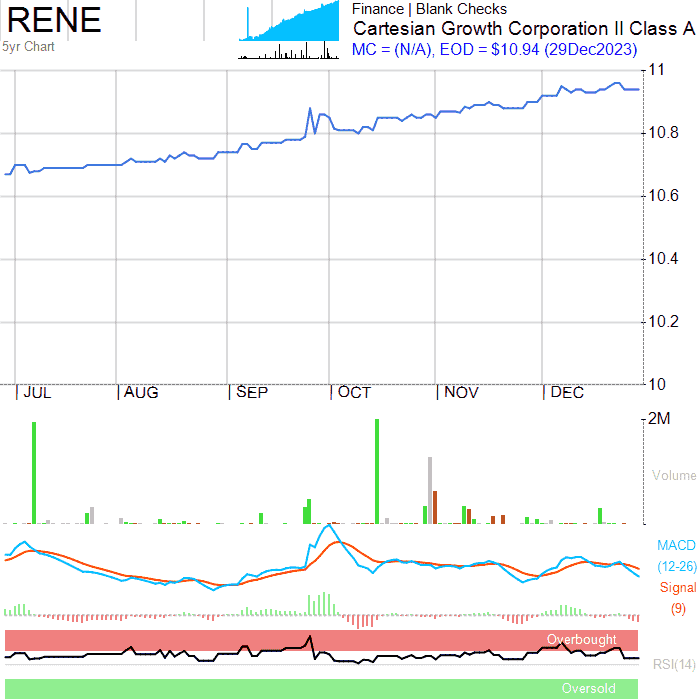 RENE
5yr Chart
Finance | Blank Checks
Cartesian Growth Corporation II Class A
MC = (N/A), EOD = $10.94 (29Dec2023)
11
10.8
10.6
10.4
10.2
10
JUL AUG SEP OCT NOV DEC
2M
Volume
MACD
(12-26)
Signal
(9)
Overbought
RSI(14)
Oversold